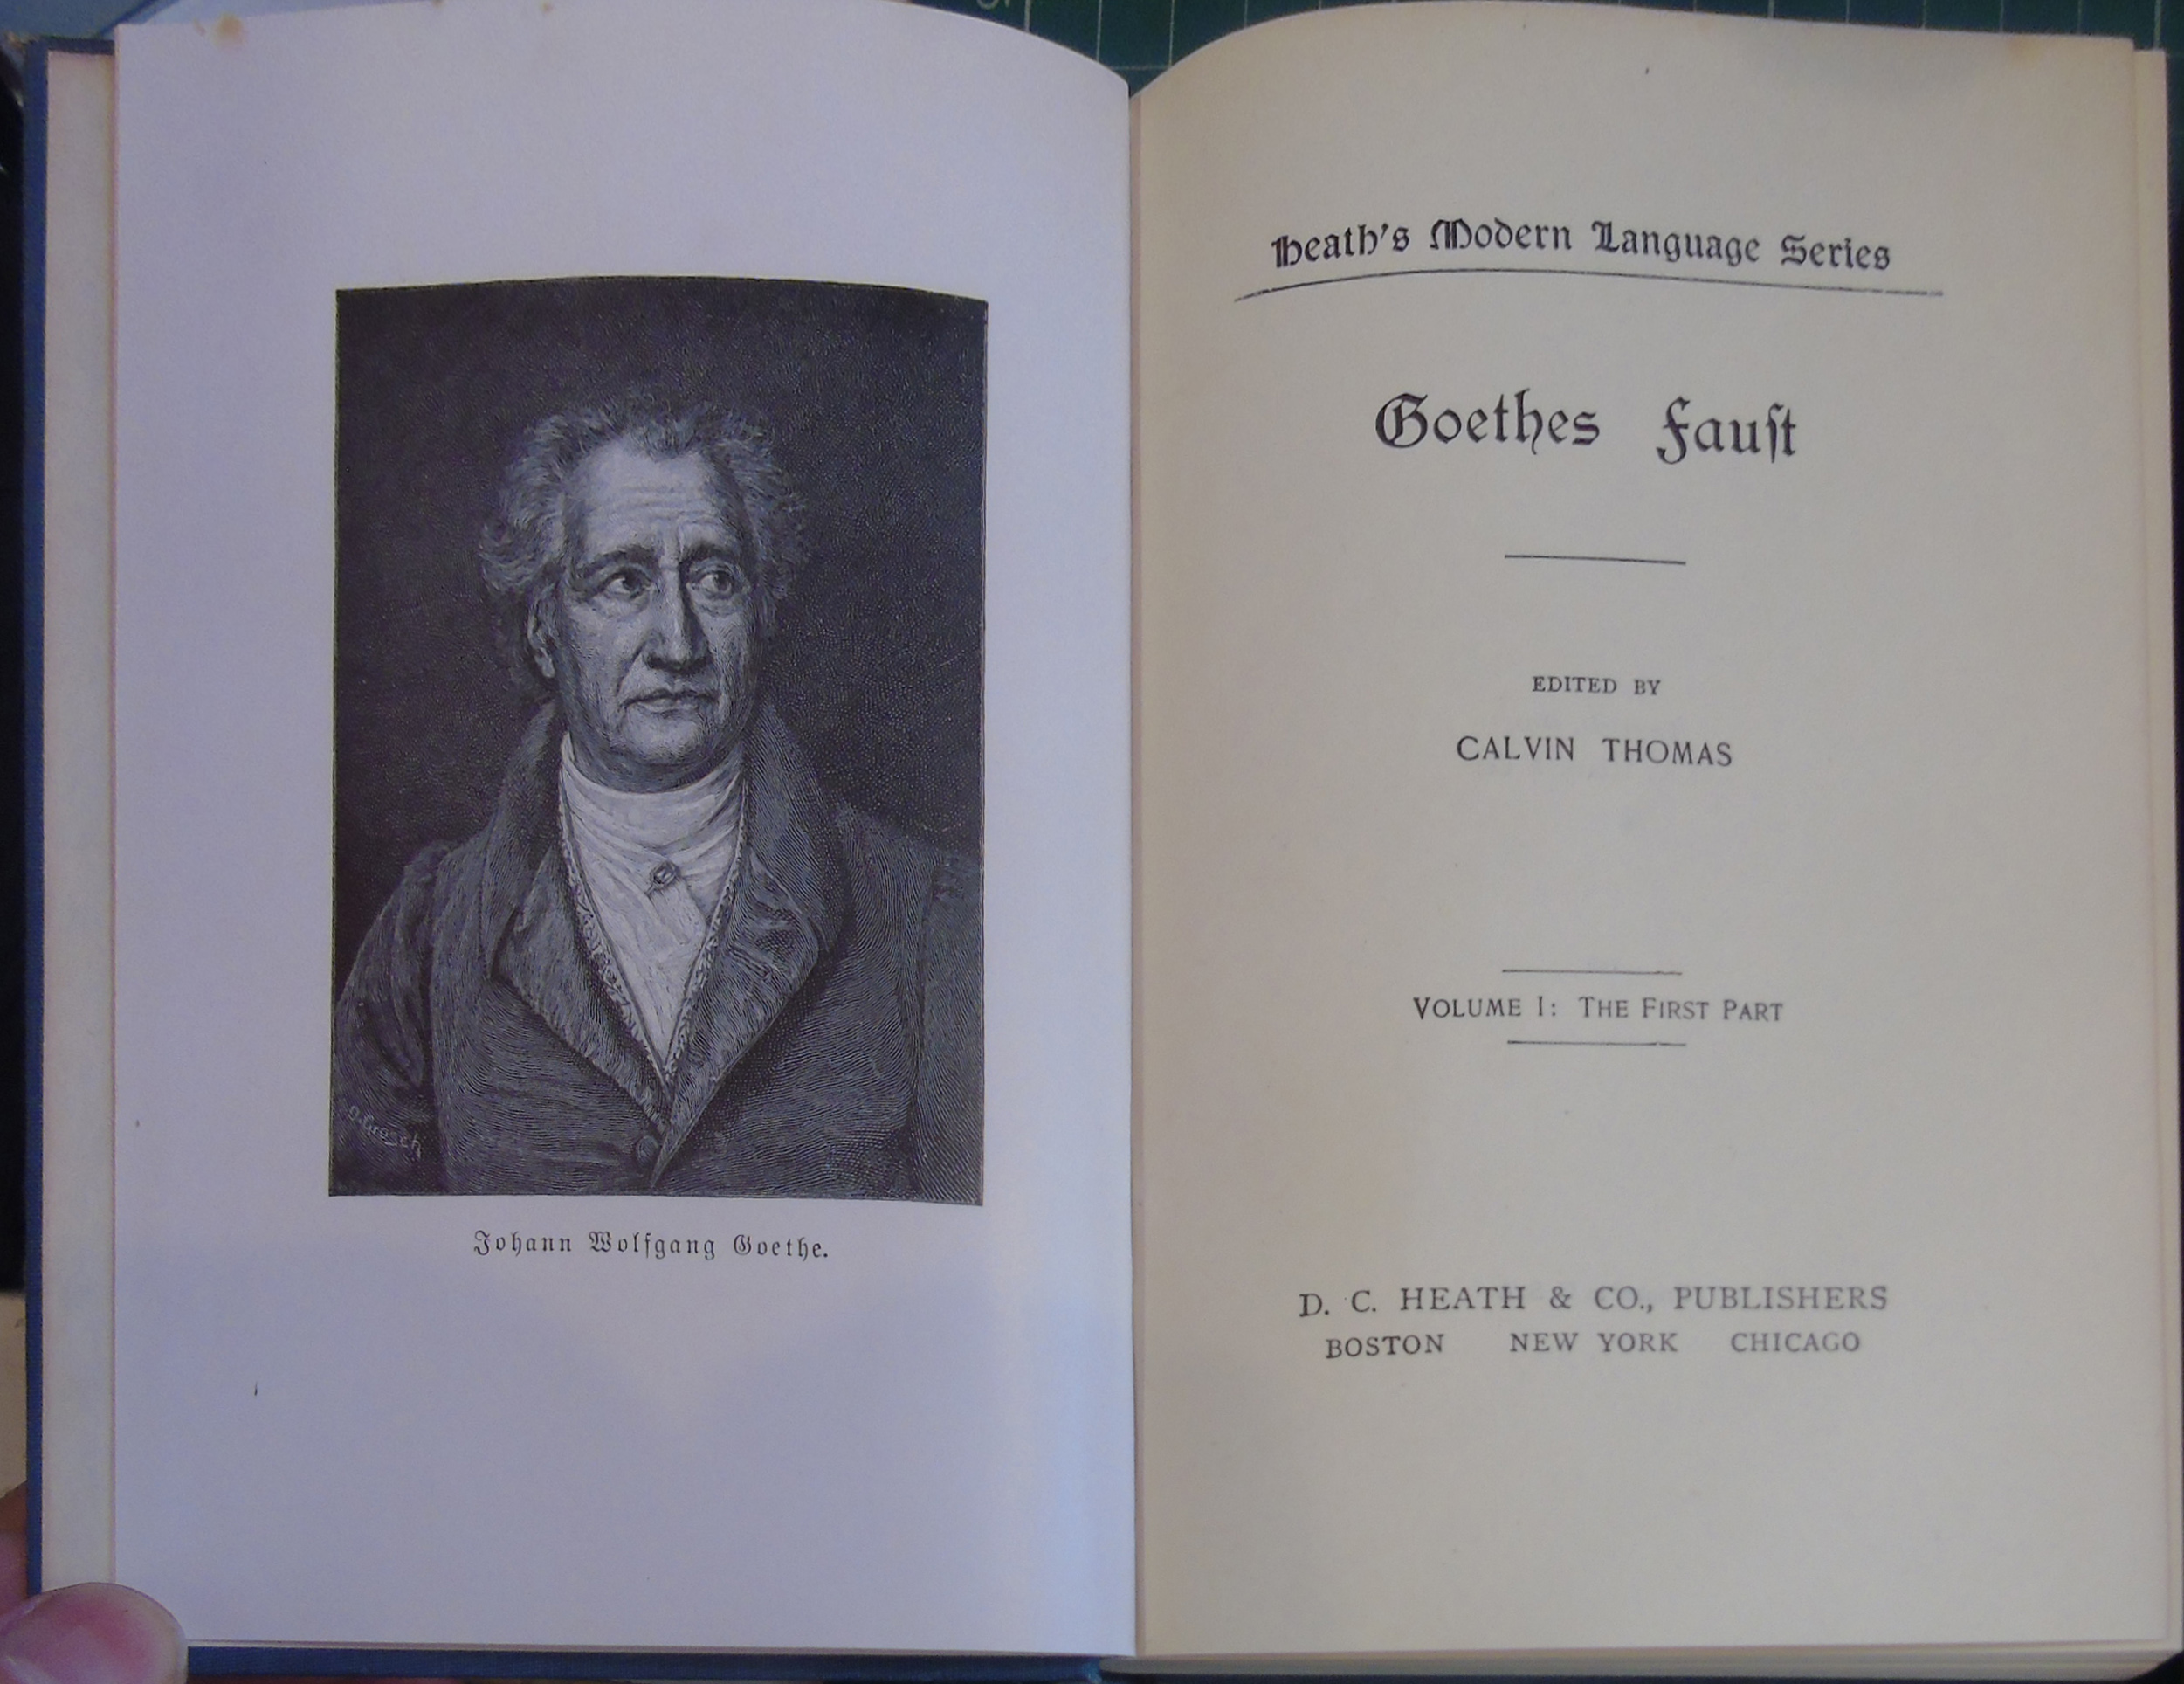 O. Grosch
Johann Wolfgang Goethe.
Heath's Modern Language Series
Goethes Fauſt
EDITED BY
CALVIN THOMAS
VOLUME I: THE FIRST PART
D. C. HEATH & CO., PUBLISHERS
BOSTON NEW YORK CHICAGO